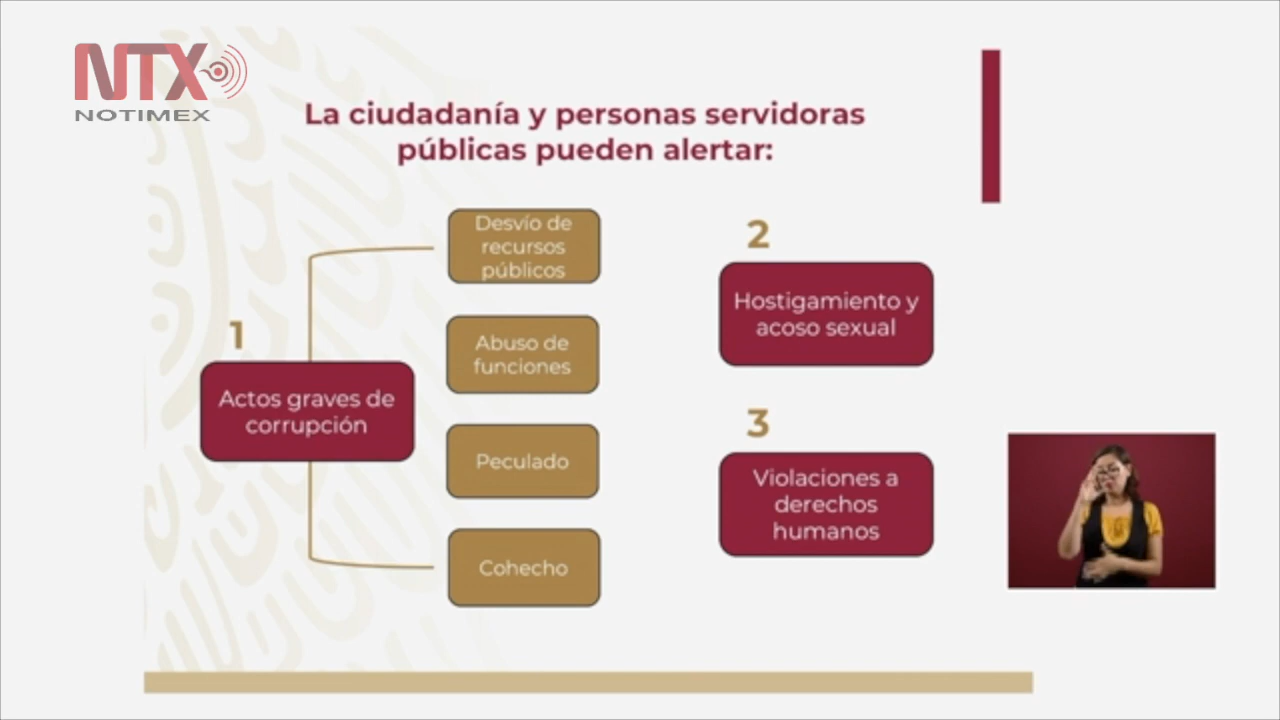 NTX
NOTIMEX
La ciudadanía y personas servidoras
públicas pueden alertar:
1
Actos graves de
corrupción
Desvío de
recursos
públicos
Abuso de
funciones
Peculado
Cohecho
2
Hostigamiento y
acoso sexual
3
Violaciones a
derechos
humanos